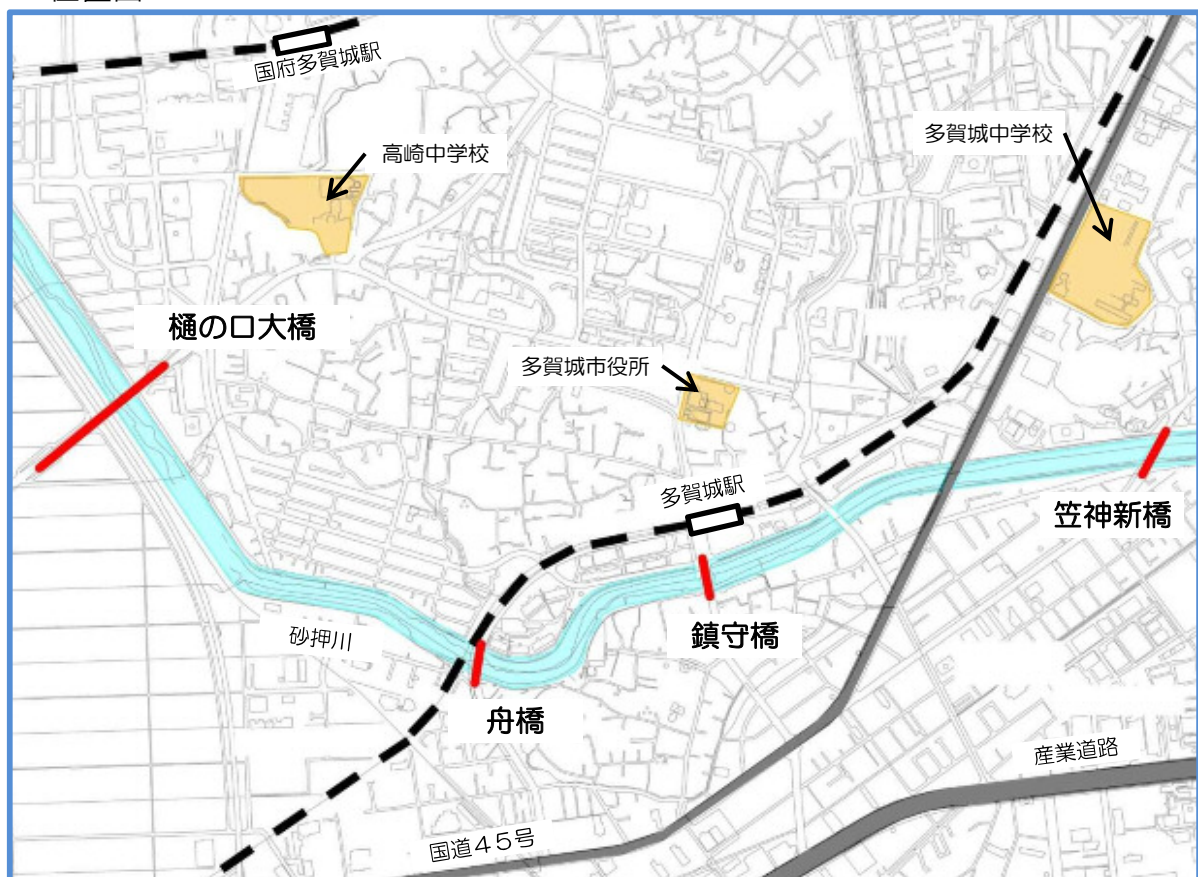 国府多賀城駅
高崎中学校
多賀城中学校
樋の口大橋
多賀城市役所
多賀城駅
笠神新橋
砂押川
鎮守橋
舟橋
産業道路
国道４５号